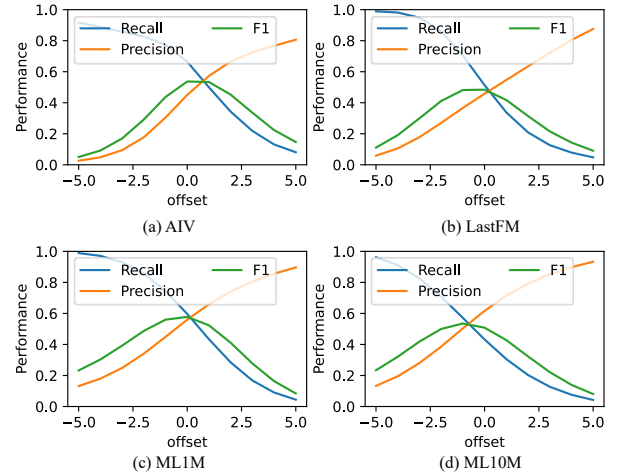 1.0
0.8
0.6
0.4
0.2
0.0
Performance
Recall
Precision
F1
−5.0 −2.5 0.0 2.5 5.0
offset
(a) AIV
1.0
0.8
0.6
0.4
0.2
0.0
Performance
Recall
Precision
F1
−5.0 −2.5 0.0 2.5 5.0
offset
(b) LastFM
1.0
0.8
0.6
0.4
0.2
0.0
Performance
Recall
Precision
F1
−5.0 −2.5 0.0 2.5 5.0
offset
(c) ML1M
1.0
0.8
0.6
0.4
0.2
0.0
Performance
Recall
Precision
F1
−5.0 −2.5 0.0 2.5 5.0
offset
(d) ML10M